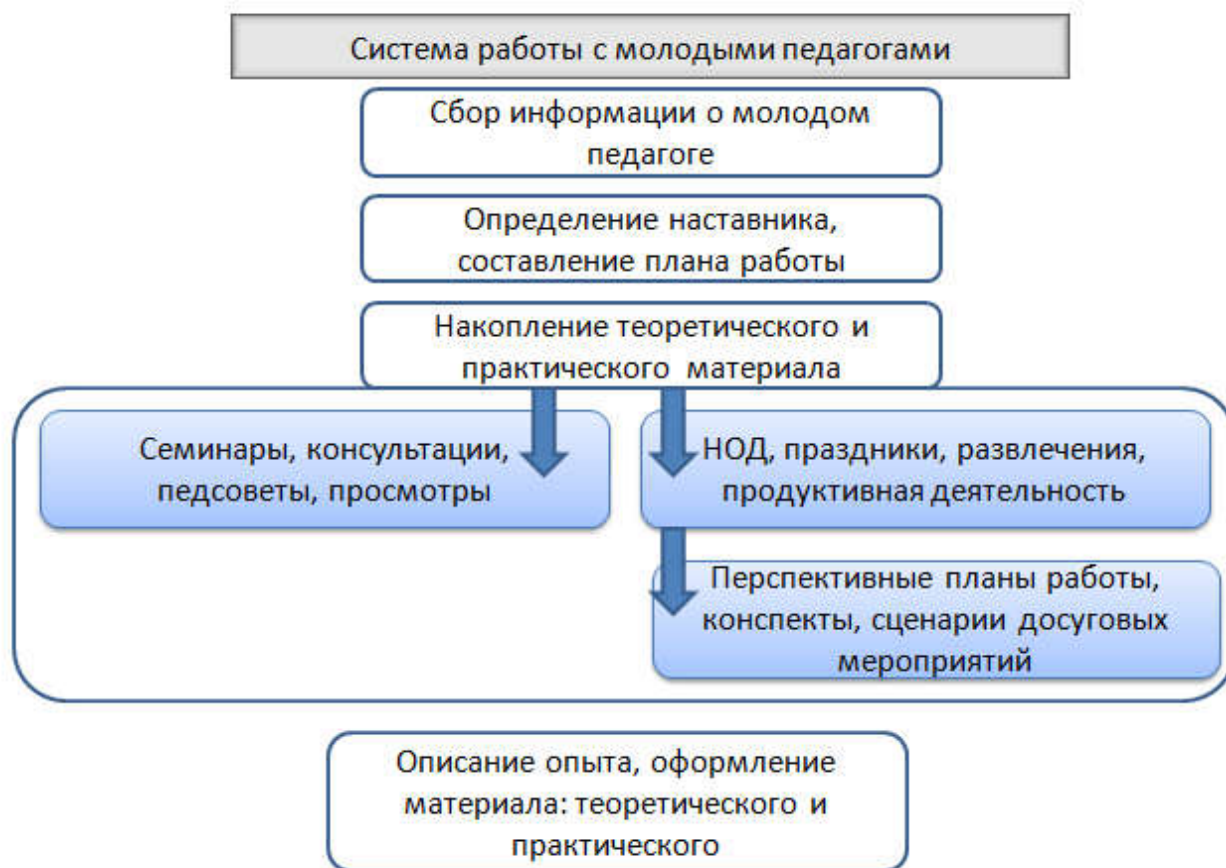 Система работы с молодыми педагогами
Сбор информации о молодом
педагоге
Определение наставника,
составление плана работы
Накопление теоретического и
практического материала
Семинары, консультации,
педсоветы, просмотры
НОД, праздники, развлечения,
продуктивная деятельность
Перспективные планы работы,
конспекты, сценарии досуговых
мероприятий
Описание опыта, оформление
материала: теоретического и
практического